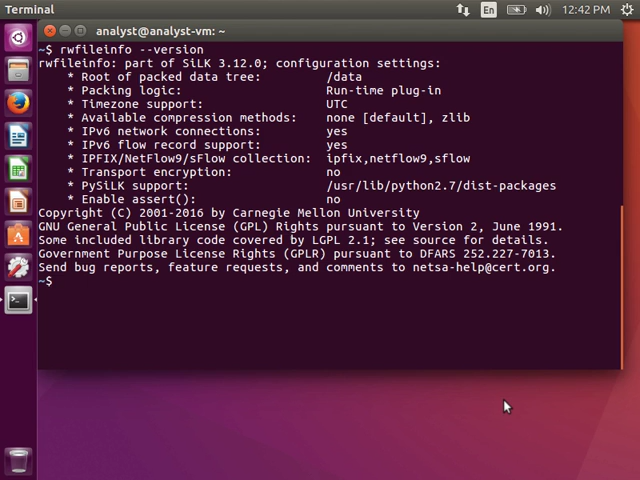 Terminal
En
12:42 PM
analyst@analyst-vm: ~
~$ rwfileinfo --version
rwfileinfo: part of SiLK 3.12.0; configuration settings:
* Root of packed data tree: /data
* Packing logic: Run-time plug-in
* Timezone support: UTC
* Available compression methods: none [default], zlib
* IPv6 network connections: yes
* IPv6 flow record support: yes
* IPFIX/NetFlow9/sFlow collection: ipfix,netflow9,sflow
* Transport encryption: no
* PySiLK support: /usr/lib/python2.7/dist-packages
* Enable assert(): no
Copyright (C) 2001-2016 by Carnegie Mellon University
GNU General Public License (GPL) Rights pursuant to Version 2, June 1991.
Some included library code covered by LGPL 2.1; see source for details.
Government Purpose License Rights (GPLR) pursuant to DFARS 252.227-7013.
Send bug reports, feature requests, and comments to netsa-help@cert.org.
~$